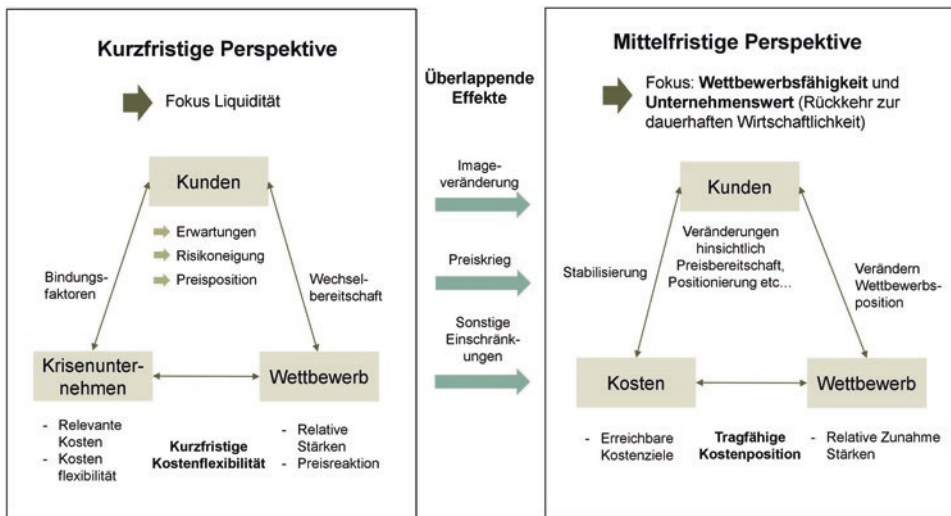 Kurzfristige Perspektive
Fokus Liquidität
Kunden
Erwartungen
Risikoneigung
Preisposition
Bindungs-
faktoren
Wechsel-
bereitschaft
Krisenunter-
nehmen
Wettbewerb
- Relevante
Kosten
- Kosten
flexibilität
Kurzfristige
Kostenflexibilität
- Relative
Stärken
- Preisreaktion
Überlappende
Effekte
Image-
veränderung
Preiskrieg
Sonstige
Einschränk-
ungen
Mittelfristige Perspektive
Fokus: Wettbewerbsfähigkeit und
Unternehmenswert (Rückkehr zur
dauerhaften Wirtschaftlichkeit)
Kunden
Veränderungen
hinsichtlich
Preisbereitschaft,
Positionierung etc...
Stabilisierung
Verändern
Wettbewerbs-
position
Kosten
Wettbewerb
- Erreichbare
Kostenziele
Tragfähige
Kostenposition
- Relative Zunahme
Stärken